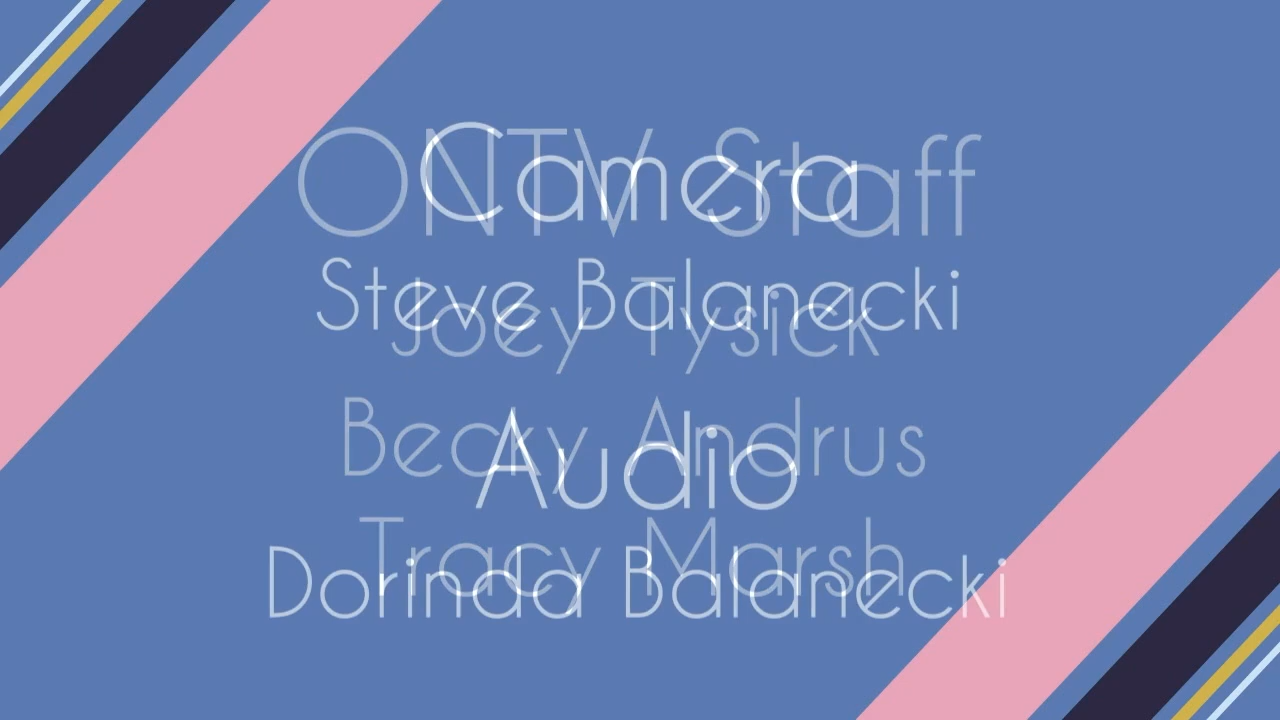 ONTV Staff
Camera
Steve Balanecki
Joey Tysick
Becky Andrus
Audio
Tracy Marsh
Dorinda Balanecki